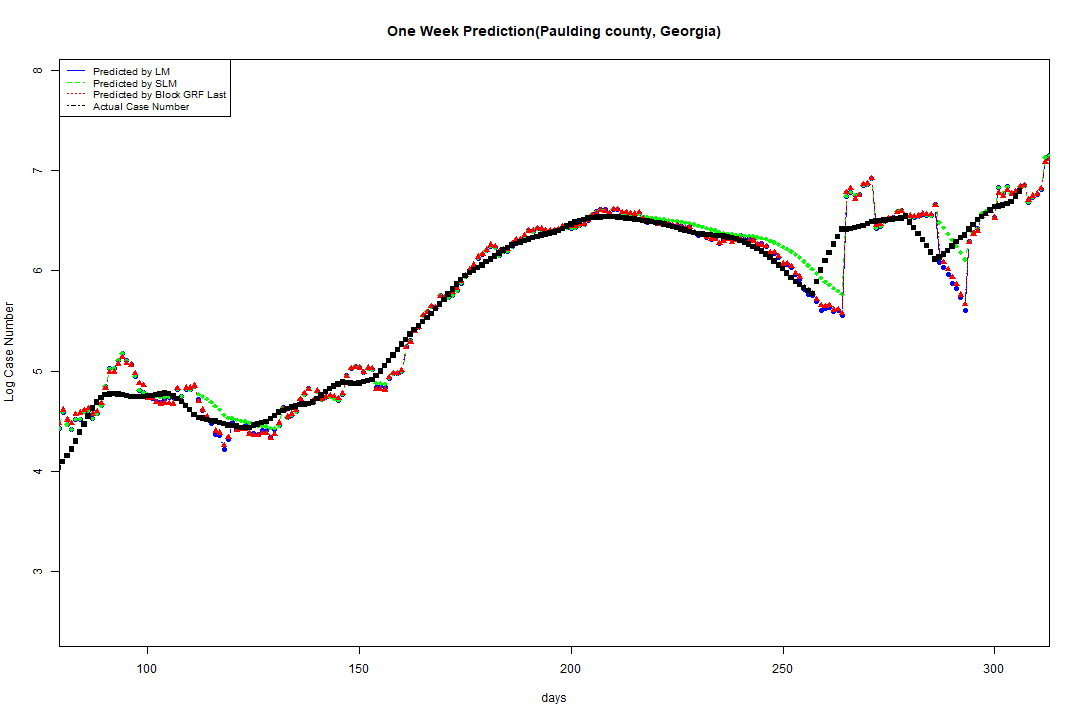 One Week Prediction(Paulding county, Georgia)
Predicted by LM
Predicted by SLM
Predicted by Block GRF Last
Actual Case Number
Log Case Number
8
7
6
5
4
3
100 150 200 250 300
days